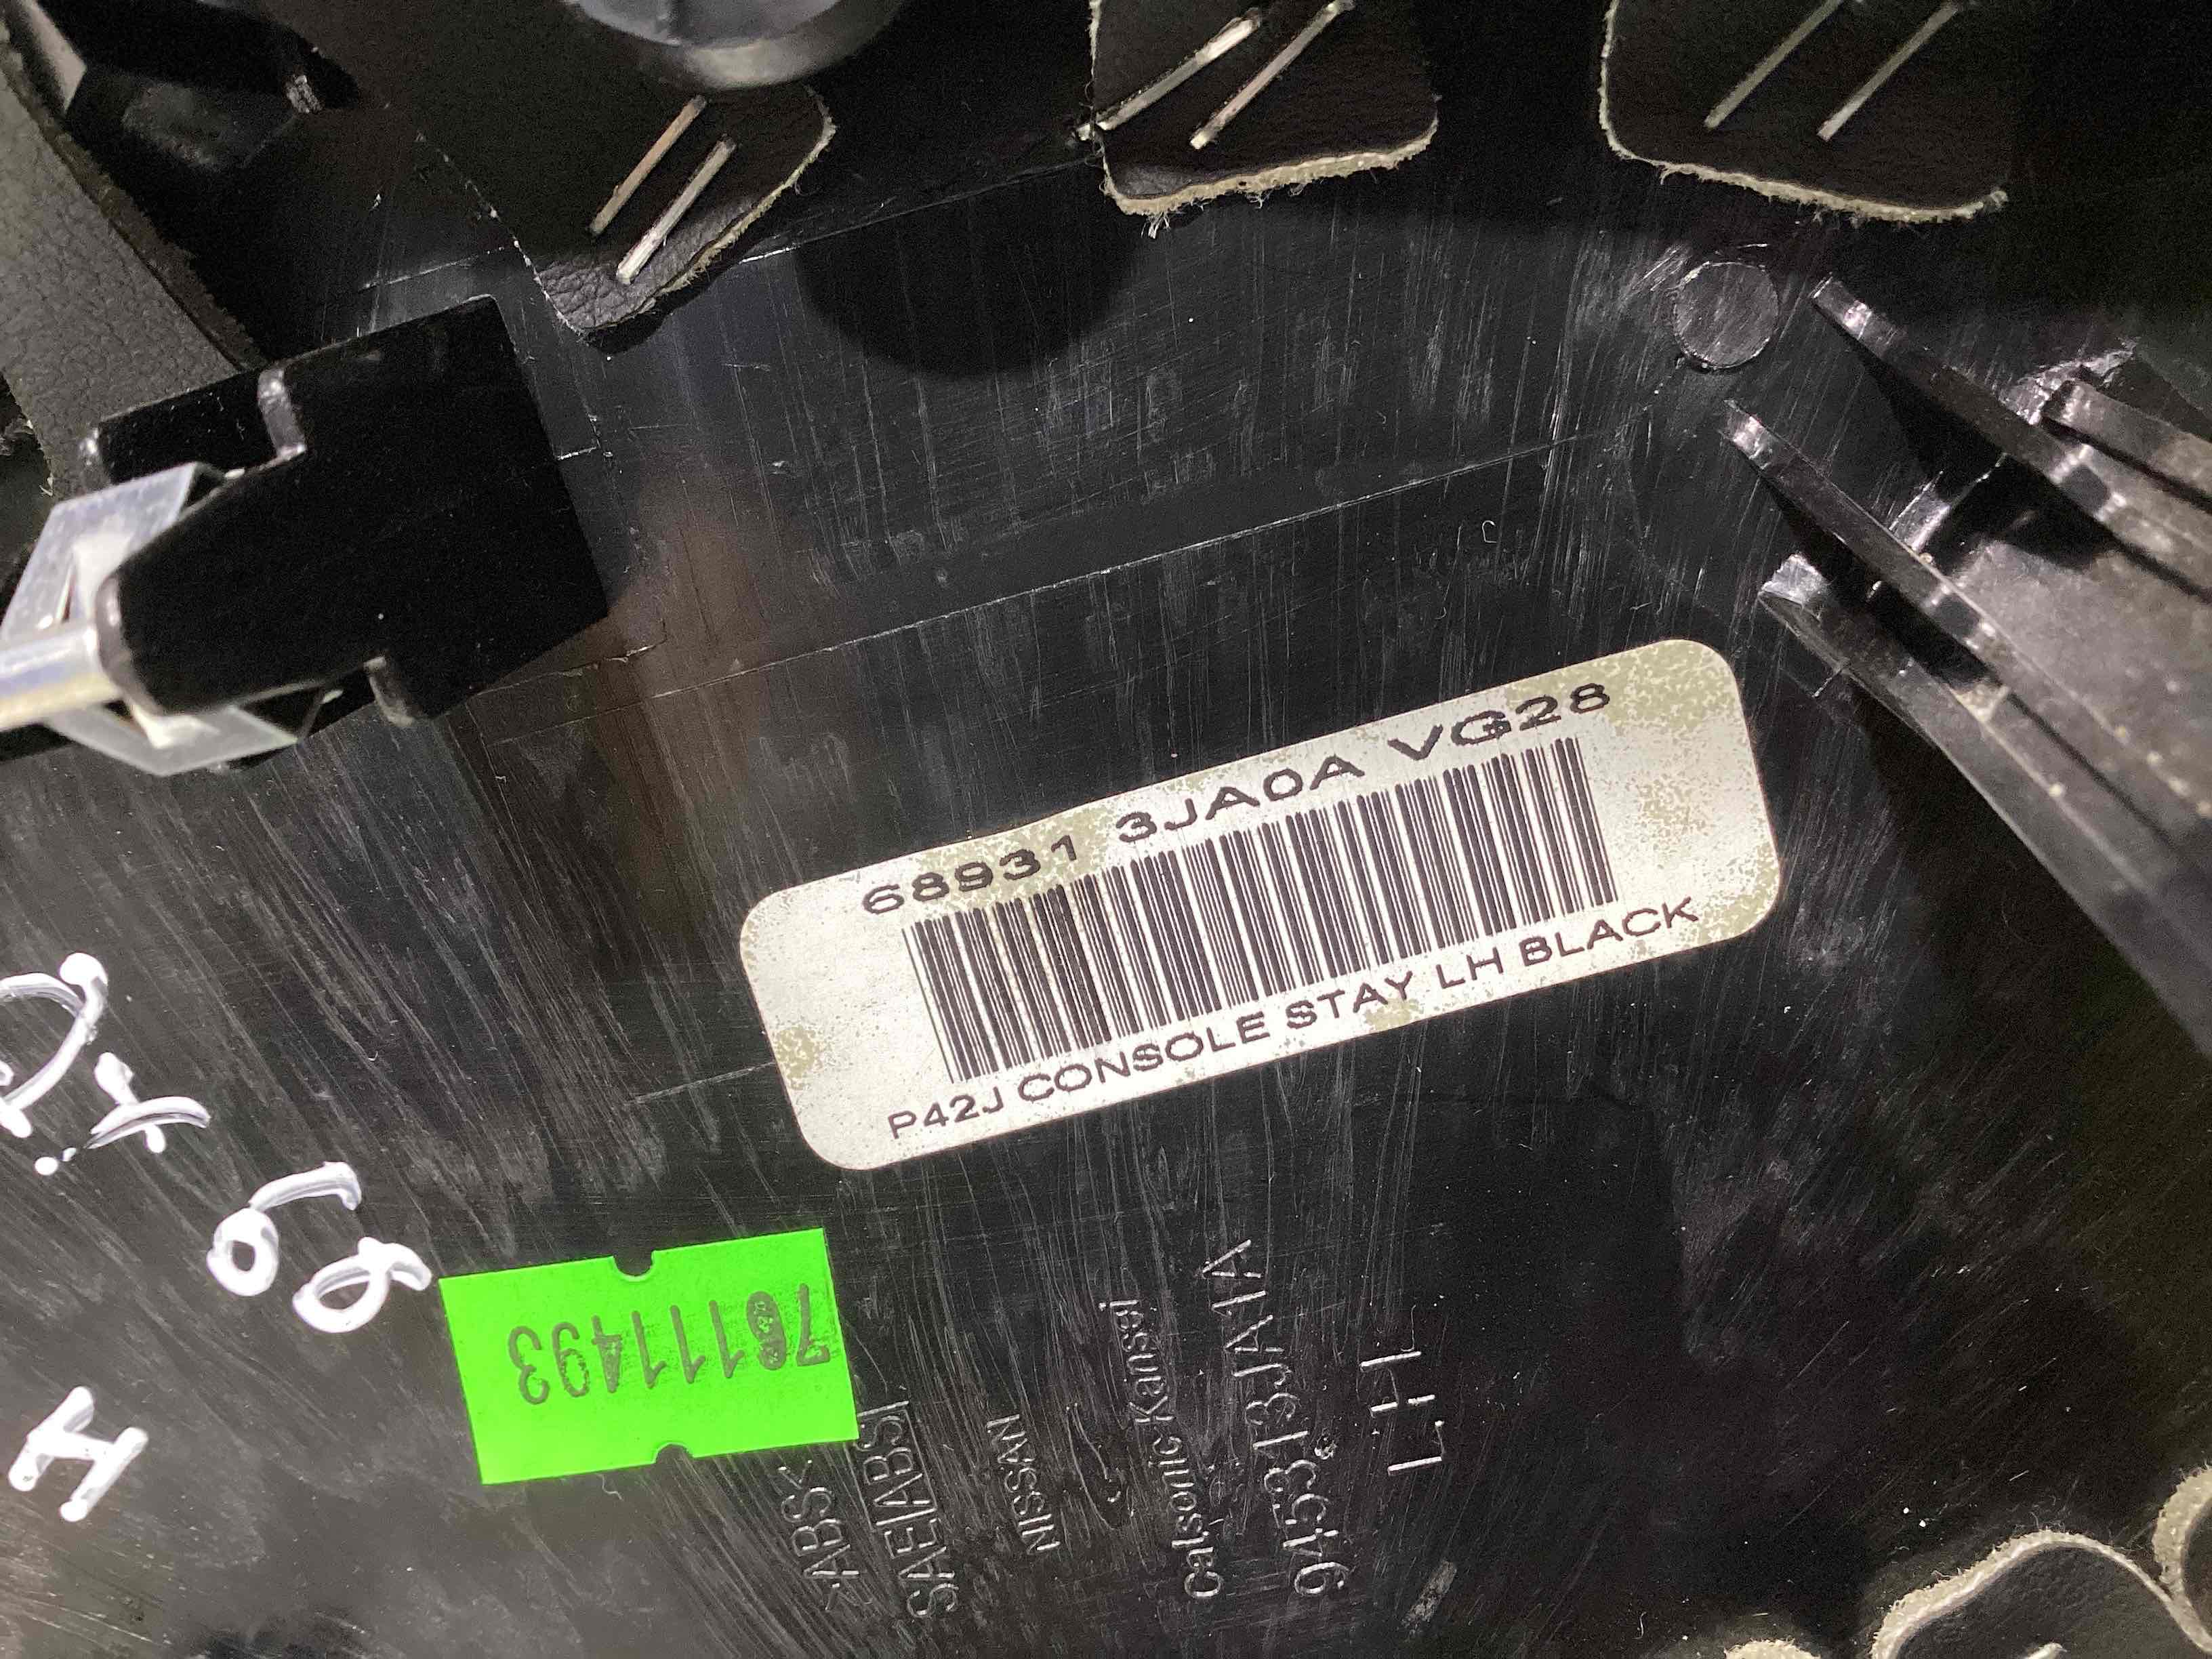 68931 3JA0A VG28
P42J CONSOLE STAY LH BLACK
76111493
>ABS<
SAE|ABS|
NISSAN
Calsonic Kansei
94531 3JA1A
LH